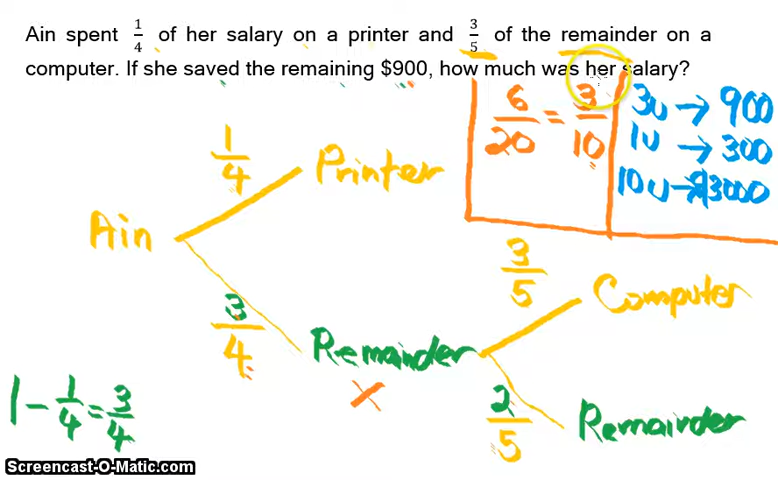 Ain spent 1/4 of her salary on a printer and 3/5 of the remainder on a
computer. If she saved the remaining $900, how much was her salary?
6/20 = 3/10
3u → 900
1u → 300
10u → $3000
1/4 Printer
Ain
3/4 Remainder
×
3/5 Computer
2/5 Remainder
1 - 1/4 = 3/4
Screencast-O-Matic.com